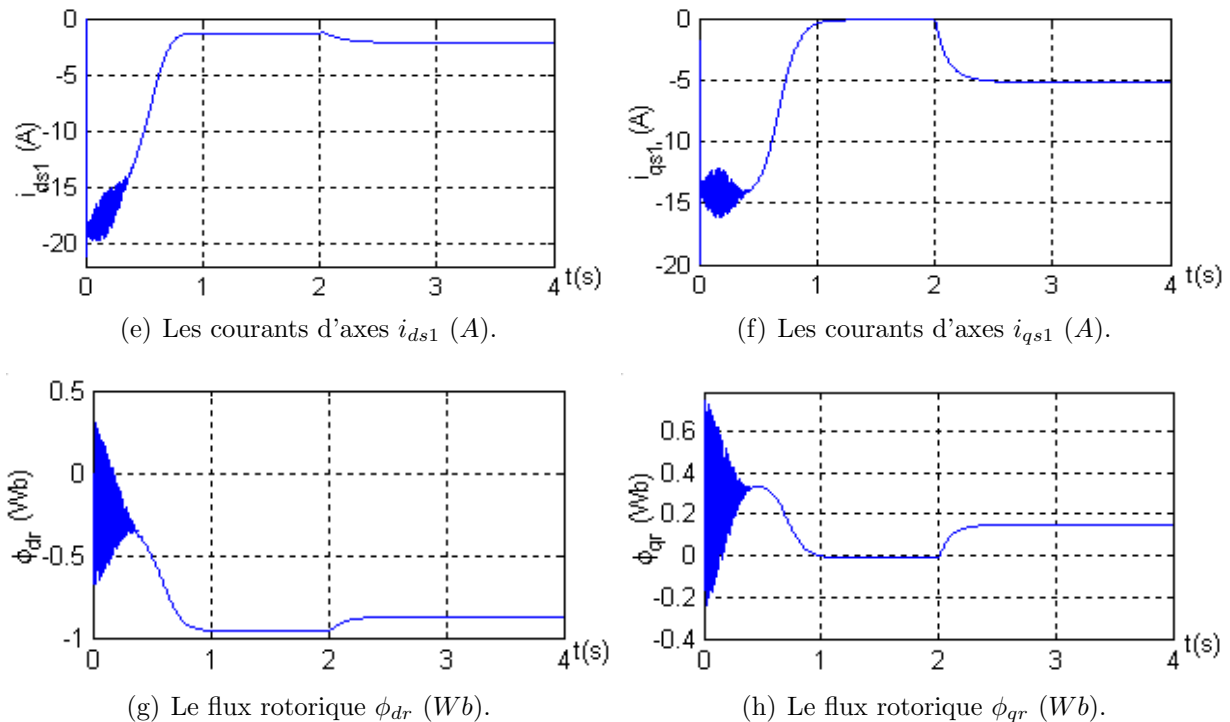 0
-5
-10
-15
-20
i_ds1 (A)
0 1 2 3 4 t(s)
(e) Les courants d'axes i_ds1 (A).
0
-5
-10
-15
-20
i_qs1 (A)
0 1 2 3 4 t(s)
(f) Les courants d'axes i_qs1 (A).
0.5
0
-0.5
-1
ϕ_dr (Wb)
0 1 2 3 4 t(s)
(g) Le flux rotorique ϕ_dr (Wb).
0.6
0.4
0.2
0
-0.2
-0.4
ϕ_qr (Wb)
0 1 2 3 4 t(s)
(h) Le flux rotorique ϕ_qr (Wb).